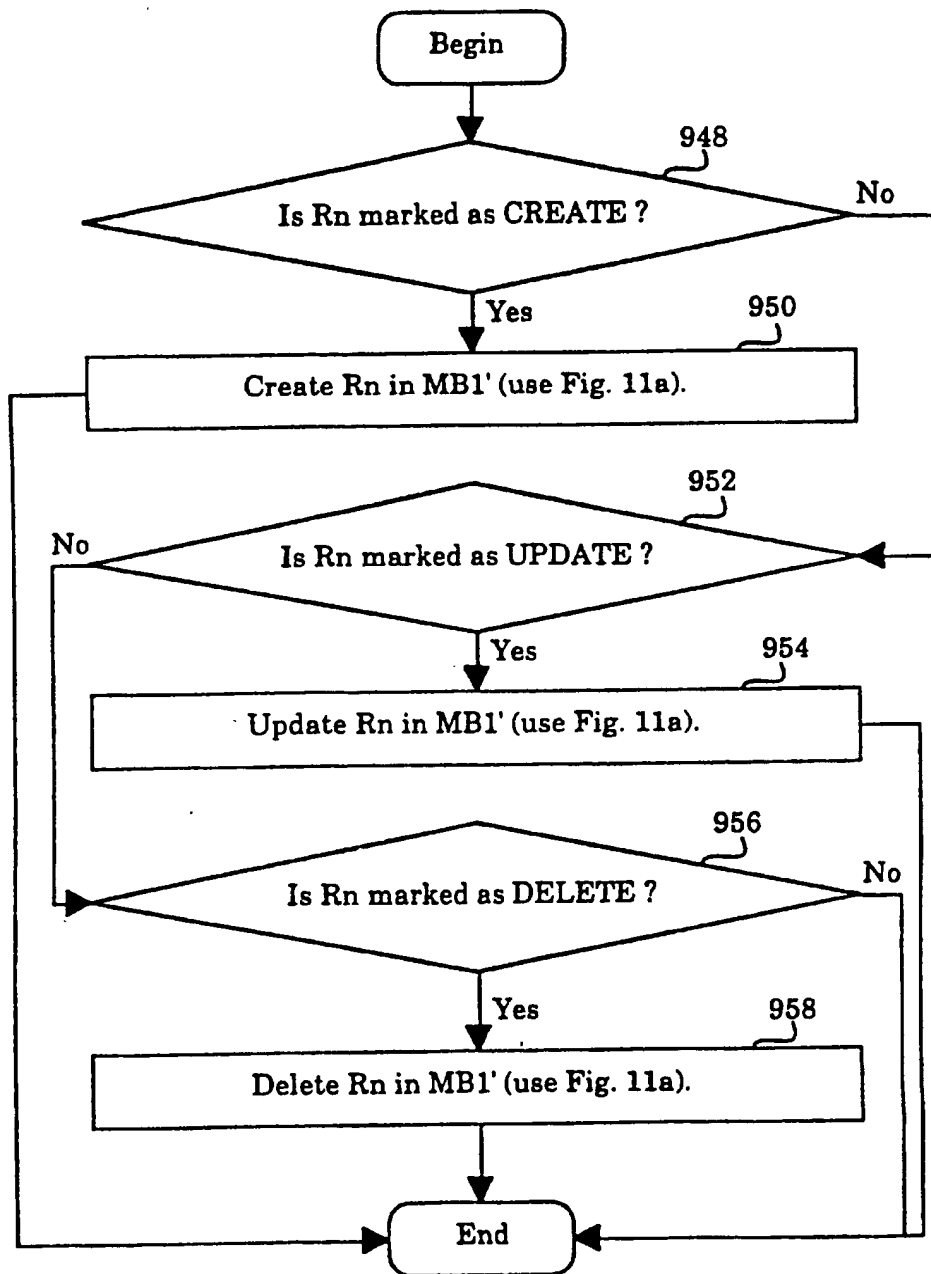 Begin
948
Is Rn marked as CREATE ?
No
Yes
950
Create Rn in MB1' (use Fig. 11a).
952
No
Is Rn marked as UPDATE ?
Yes
954
Update Rn in MB1' (use Fig. 11a).
956
Is Rn marked as DELETE ?
No
Yes
958
Delete Rn in MB1' (use Fig. 11a).
End